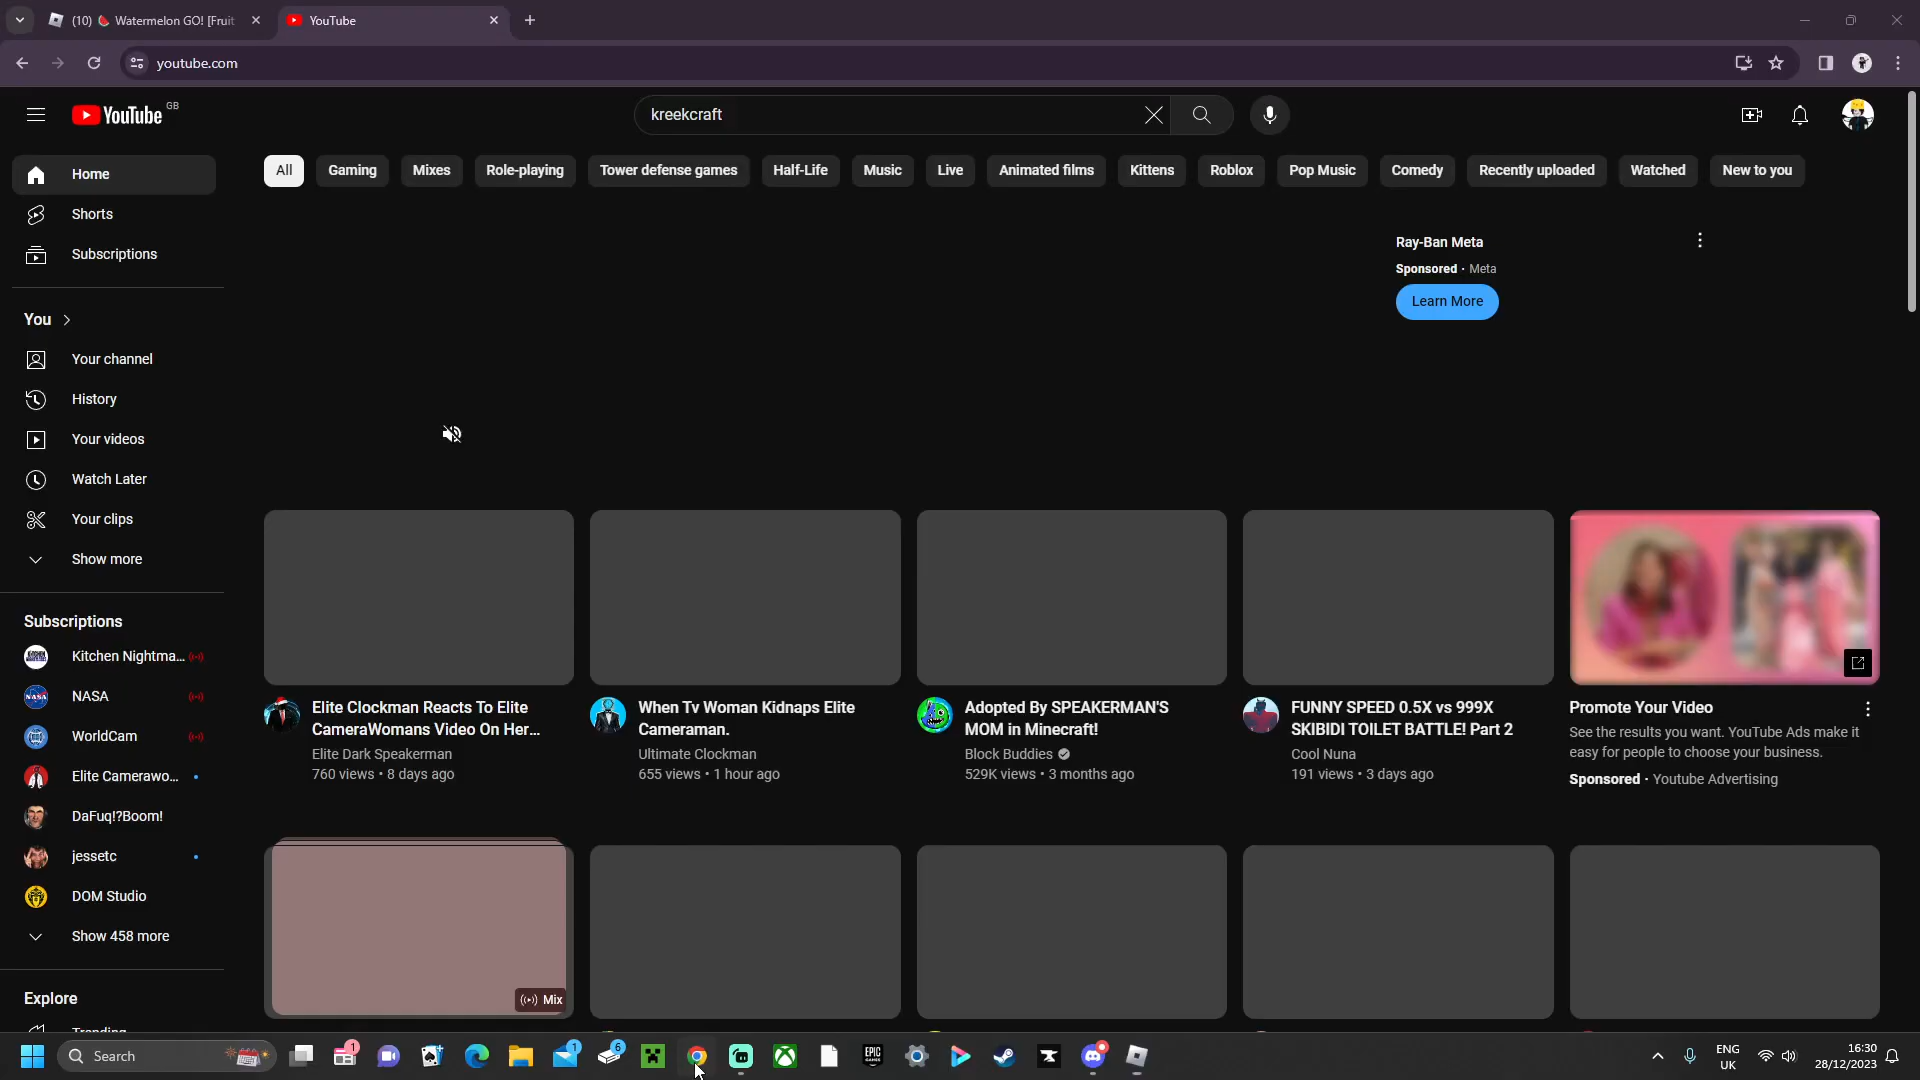 (10) 🍉 Watermelon GO! [Fruit
YouTube
youtube.com
YouTube GB
kreekcraft
All
Gaming
Mixes
Role-playing
Tower defense games
Half-Life
Music
Live
Animated films
Kittens
Roblox
Pop Music
Comedy
Recently uploaded
Watched
New to you
Home
Shorts
Subscriptions
You
Your channel
History
Your videos
Watch Later
Your clips
Show more
Subscriptions
Kitchen Nightma...
NASA
WorldCam
Elite Camerawo...
DaFuq!?Boom!
jessetc
DOM Studio
Show 458 more
Explore
Ray-Ban Meta
Sponsored · Meta
Learn More
Elite Clockman Reacts To Elite
CameraWomans Video On Her...
Elite Dark Speakerman
760 views • 8 days ago
When Tv Woman Kidnaps Elite
Cameraman.
Ultimate Clockman
655 views • 1 hour ago
Adopted By SPEAKERMAN'S
MOM in Minecraft!
Block Buddies
529K views • 3 months ago
FUNNY SPEED 0.5X vs 999X
SKIBIDI TOILET BATTLE! Part 2
Cool Nuna
191 views • 3 days ago
Promote Your Video
See the results you want. YouTube Ads make it
easy for people to choose your business.
Sponsored · Youtube Advertising
Mix
Search
1
1
6
EPIC
GAMES
ENG
UK
16:30
28/12/2023